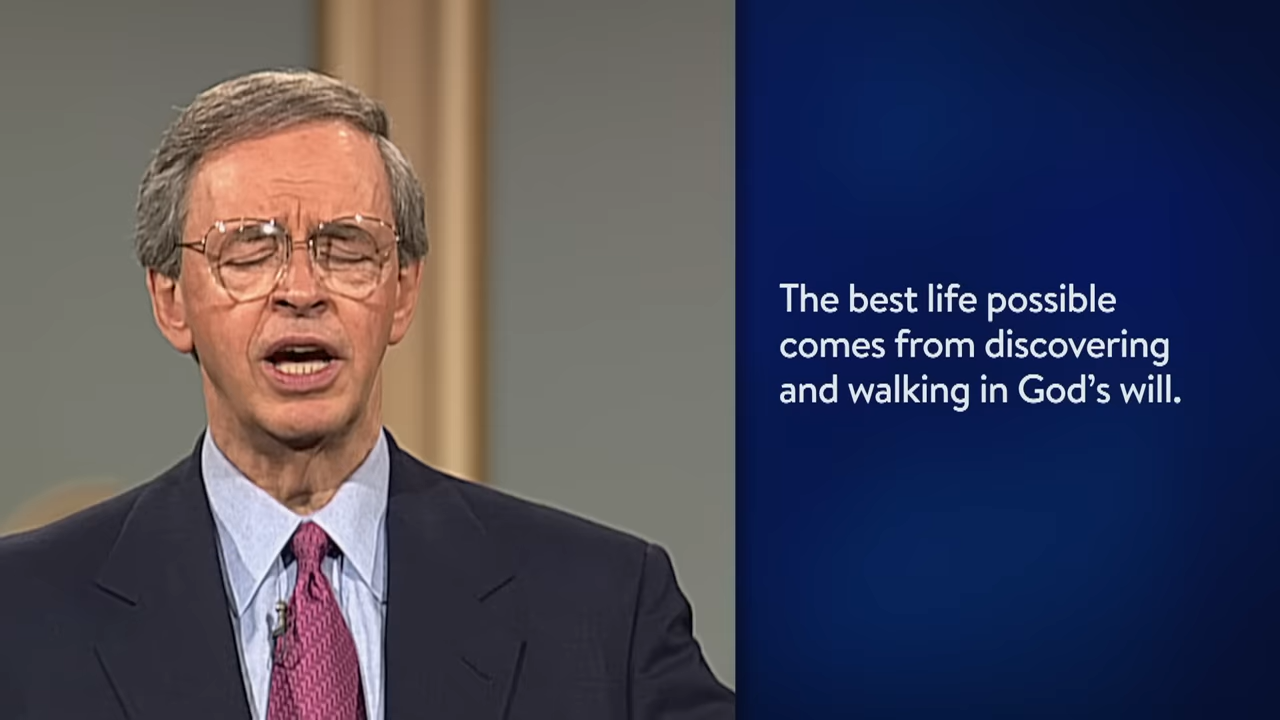 The best life possible
comes from discovering
and walking in God’s will.